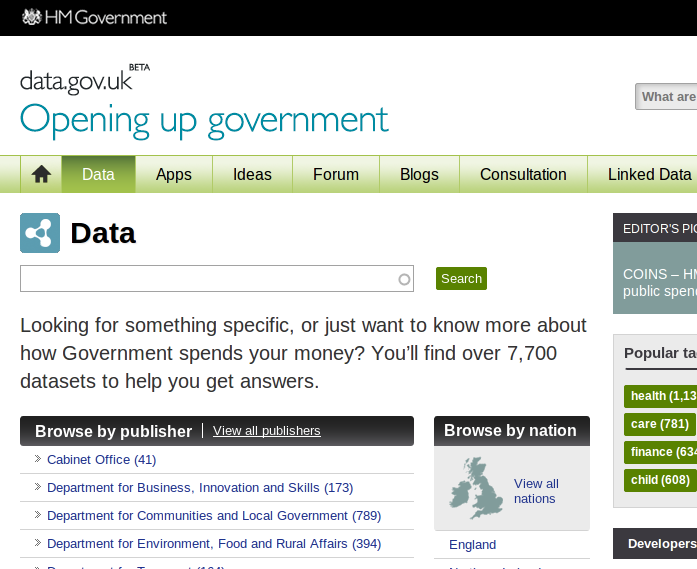 HM Government
data.gov.uk BETA
Opening up government
What are
Data Apps Ideas Forum Blogs Consultation Linked Data
Data
Search
EDITOR'S PIC
COINS – HM
public spend
Looking for something specific, or just want to know more about
how Government spends your money? You'll find over 7,700
datasets to help you get answers.
Popular ta
health (1,13
care (781)
finance (634
child (608)
Browse by publisher View all publishers
Cabinet Office (41)
Department for Business, Innovation and Skills (173)
Department for Communities and Local Government (789)
Department for Environment, Food and Rural Affairs (394)
Browse by nation
View all
nations
England
Developers